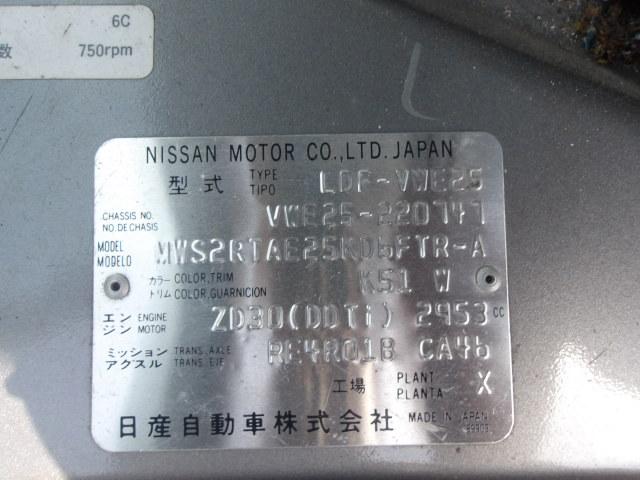 6C
数 750rpm
NISSAN MOTOR CO.,LTD. JAPAN
型式 TYPE TIPO LDF-VWE25
CHASSIS NO. NO. DE CHASIS VWE25-220747
MODEL MODELO MWS2RTAE25KDbFTR-A
カラー COLOR,TRIM トリム COLOR,GUARNICION K51 W
エンジン ENGINE MOTOR ZD30(DDTi) 2953 cc
ミッション TRANS. AXLE アクスル TRANS. EJE RE4R01B CA46
工場 PLANT PLANTA X
日産自動車株式会社 MADE IN JAPAN